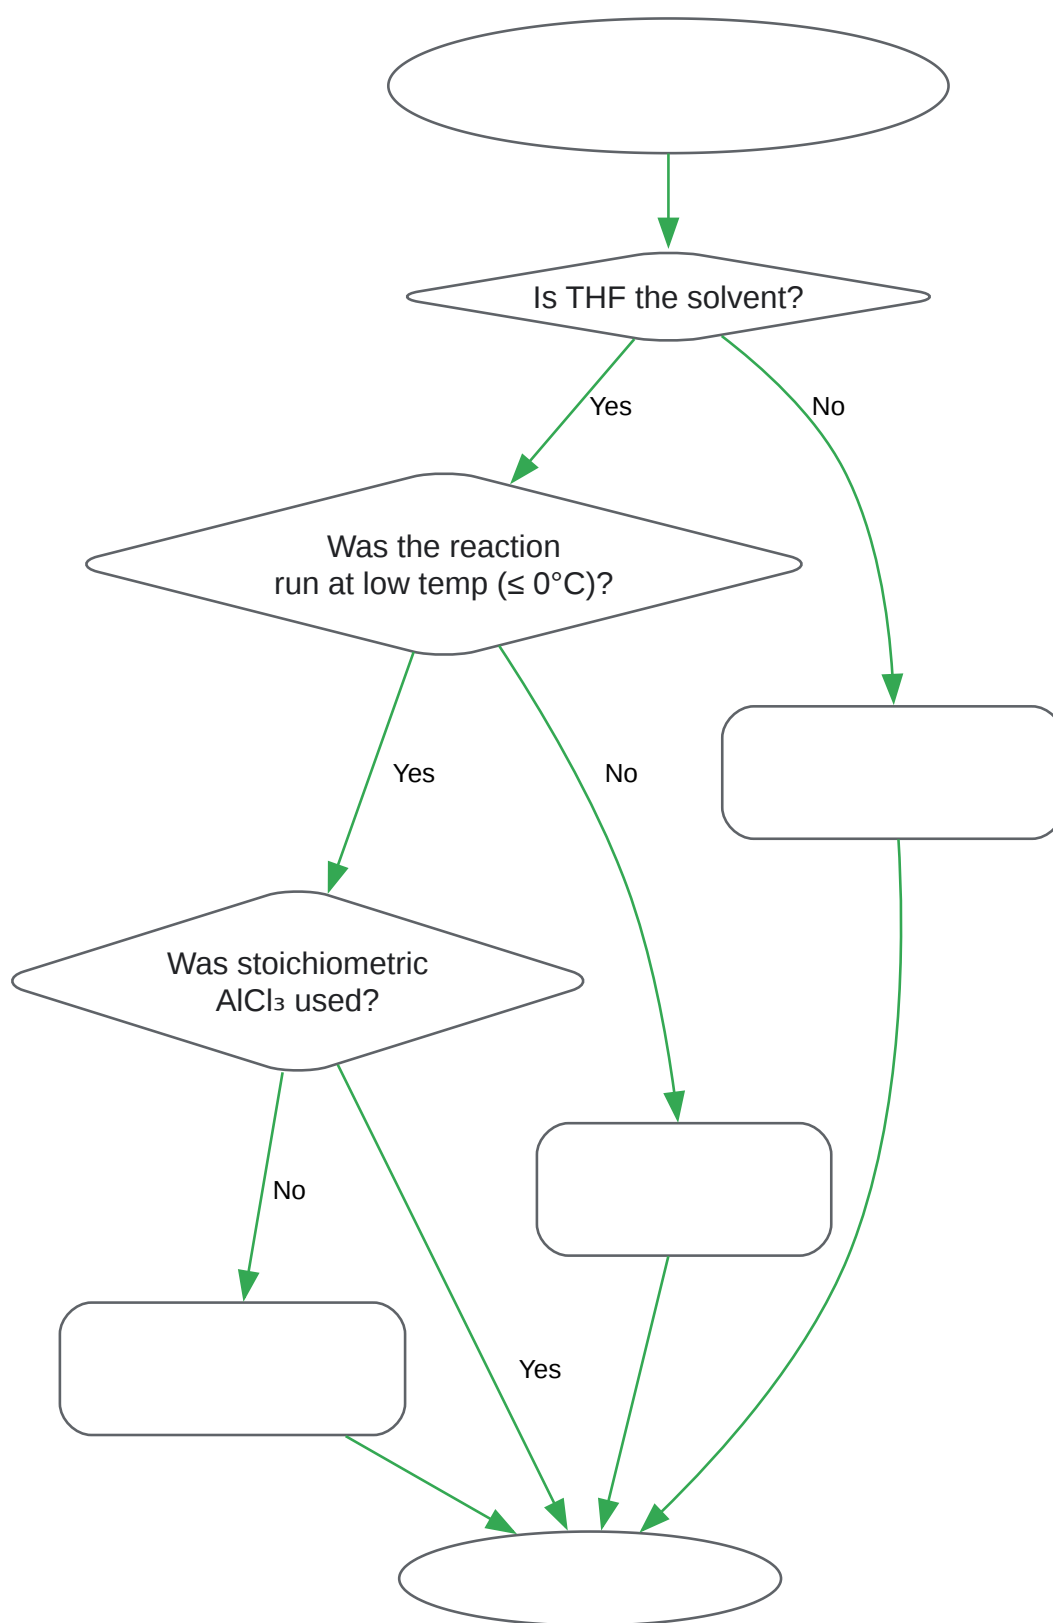 Is THF the solvent?
Yes
No
Was the reaction
run at low temp (≤ 0°C)?
Yes
No
Was stoichiometric
AlCl₃ used?
No
Yes